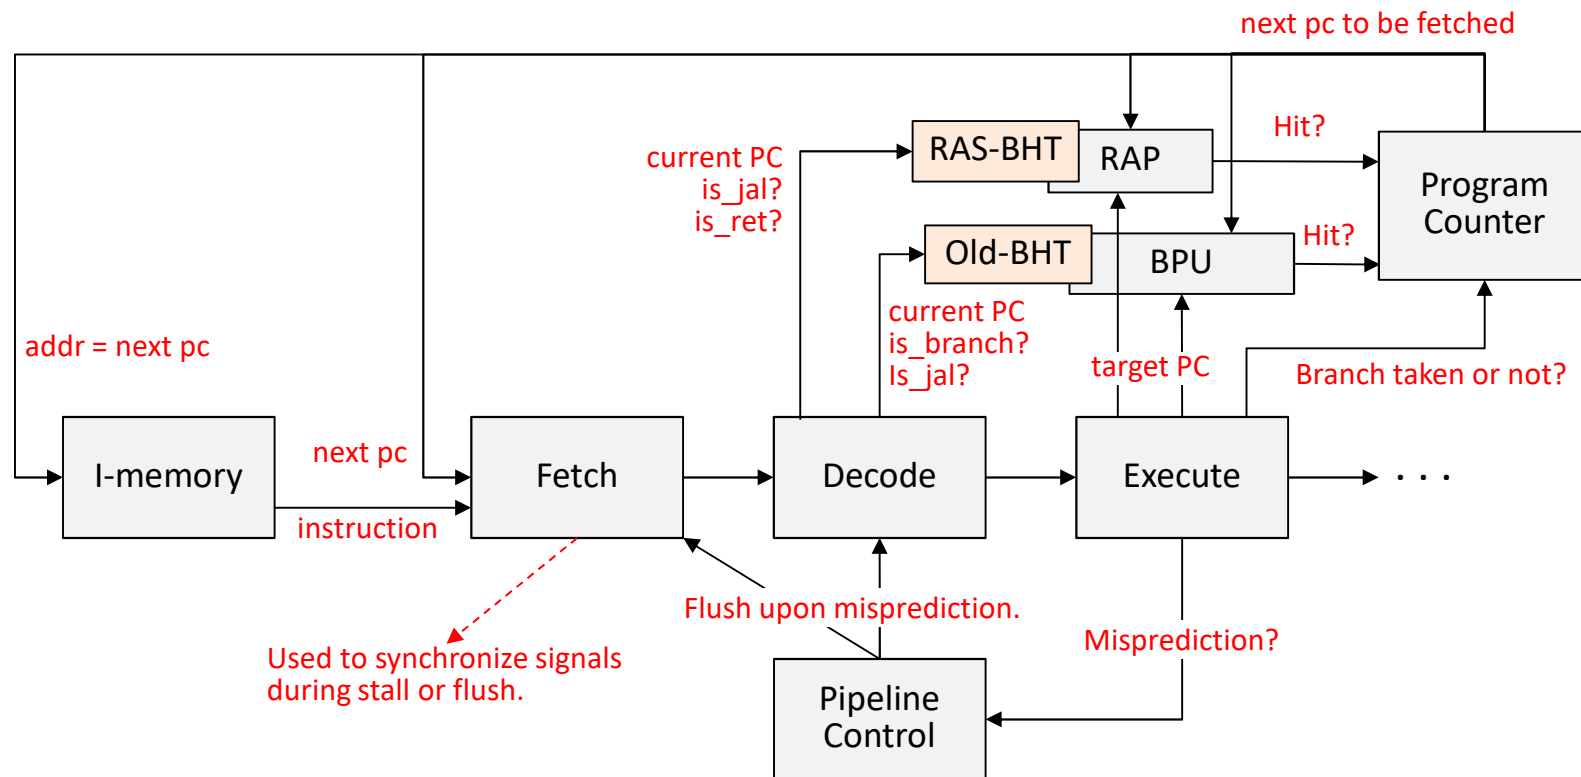 next pc to be fetched
RAS-BHT
RAP
Hit?
current PC
is_jal?
is_ret?
Program
Counter
Old-BHT
BPU
Hit?
current PC
is_branch?
Is_jal?
addr = next pc
target PC
Branch taken or not?
I-memory
next pc
instruction
Fetch
Decode
Execute
. . .
Flush upon misprediction.
Misprediction?
Used to synchronize signals
during stall or flush.
Pipeline
Control